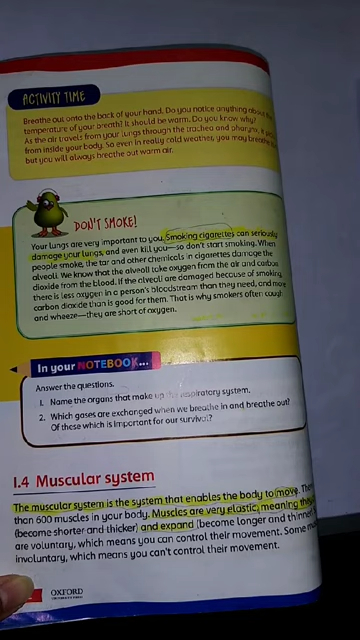 ACTIVITY TIME
Breathe out onto the back of your hand. Do you notice anything about the
temperature of your breath? It should be warm. Do you know why?
As the air travels from your lungs through the trachea and pharynx, it
from inside your body. So even in really cold weather, you may breathe
but you will always breathe out warm air.
DON'T SMOKE!
Your lungs are very important to you. Smoking cigarettes can seriously
damage your lungs, and even kill you—so don't start smoking. When
people smoke, the tar and other chemicals in cigarettes damage the
alveoli. We know that the alveoli take oxygen from the air and carbon
dioxide from the blood. If the alveoli are damaged because of smoking,
there is less oxygen in a person's bloodstream than they need, and more
carbon dioxide than is good for them. That is why smokers often cough
and wheeze—they are short of oxygen.
In your NOTEBOOK...
Answer the questions.
1. Name the organs that make up the respiratory system.
2. Which gases are exchanged when we breathe in and breathe out?
Of these which is important for our survival?
1.4 Muscular system
The muscular system is the system that enables the body to move.
than 600 muscles in your body. Muscles are very elastic, meaning they
(become shorter and thicker) and expand (become longer and thinner)
are voluntary, which means you can control their movement. Some
involuntary, which means you can't control their movement.
OXFORD